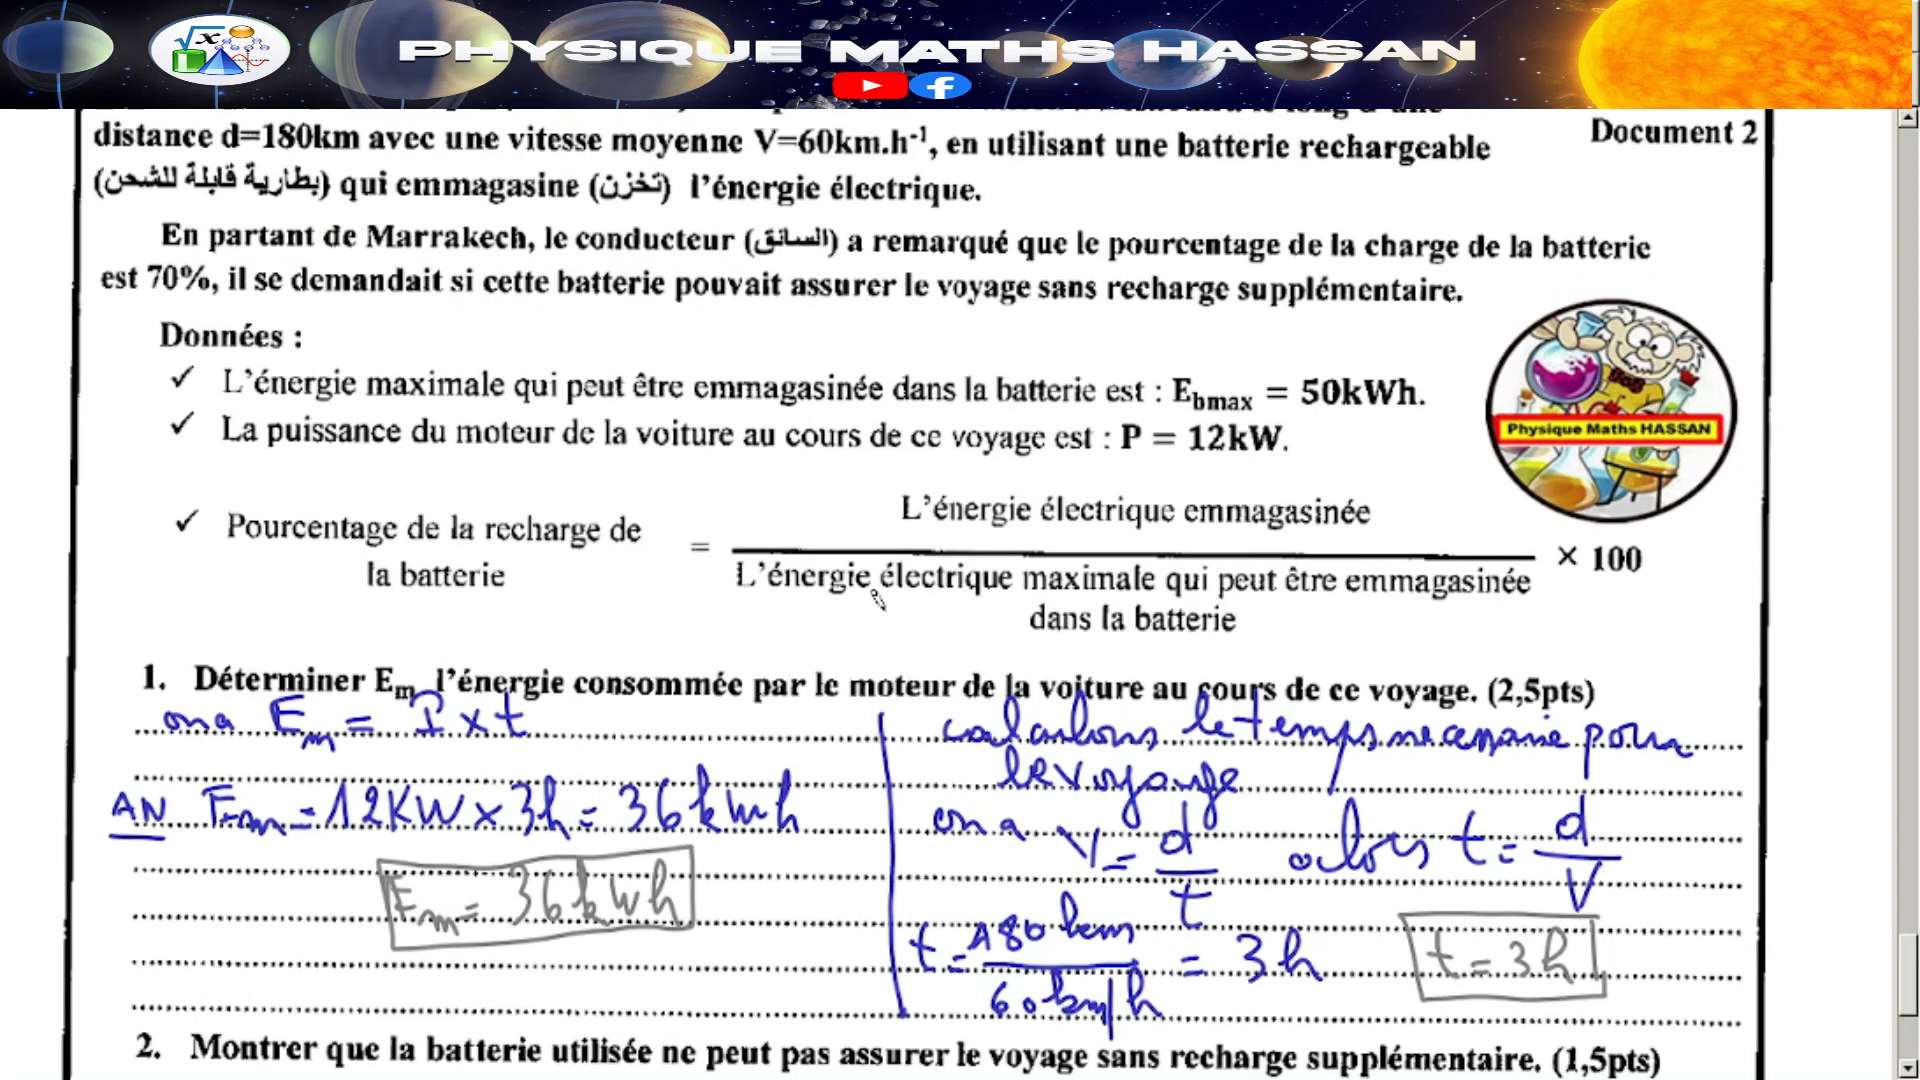 PHYSIQUE MATHS HASSAN
distance d=180km avec une vitesse moyenne V=60km.h⁻¹, en utilisant une batterie rechargeable
Document 2
(بطارية قابلة للشحن) qui emmagasine (تخزن) l'énergie électrique.
En partant de Marrakech, le conducteur (السائق) a remarqué que le pourcentage de la charge de la batterie
est 70%, il se demandait si cette batterie pouvait assurer le voyage sans recharge supplémentaire.
Données :
✓ L'énergie maximale qui peut être emmagasinée dans la batterie est : E_bmax = 50kWh.
✓ La puissance du moteur de la voiture au cours de ce voyage est : P = 12kW.
Physique Maths HASSAN
✓ Pourcentage de la recharge de
la batterie
=
L'énergie électrique emmagasinée
L'énergie électrique maximale qui peut être emmagasinée
dans la batterie
× 100
1. Déterminer E_m l'énergie consommée par le moteur de la voiture au cours de ce voyage. (2,5pts)
on a E_m = P x t
AN E_m = 12KW x 3h = 36kWh
E_m = 36kWh
calculons le temps necessaire pour
le voyage
on a V = d/t alors t = d/V
t = 180km/60km/h = 3h
t = 3h
2. Montrer que la batterie utilisée ne peut pas assurer le voyage sans recharge supplémentaire. (1,5pts)